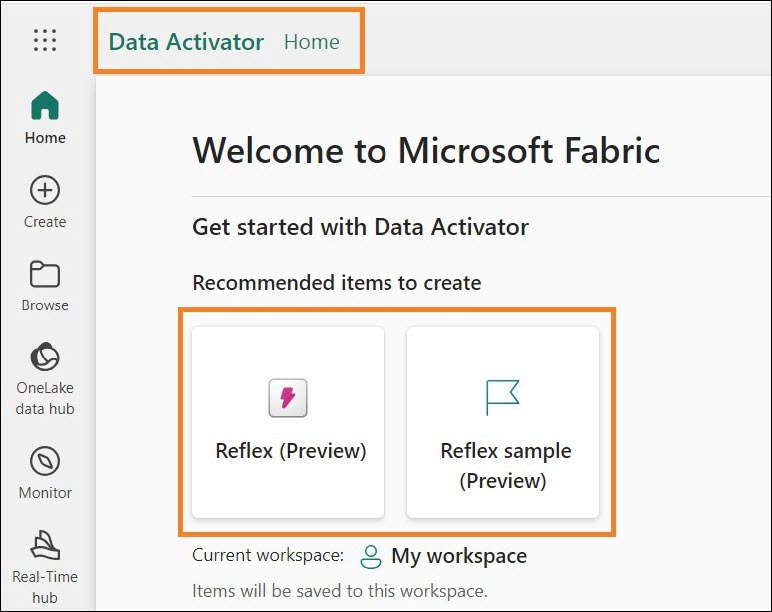 Data Activator Home
Home
Create
Browse
OneLake
data hub
Monitor
Real-Time
hub
Welcome to Microsoft Fabric
Get started with Data Activator
Recommended items to create
Reflex (Preview)
Reflex sample
(Preview)
Current workspace: My workspace
Items will be saved to this workspace.